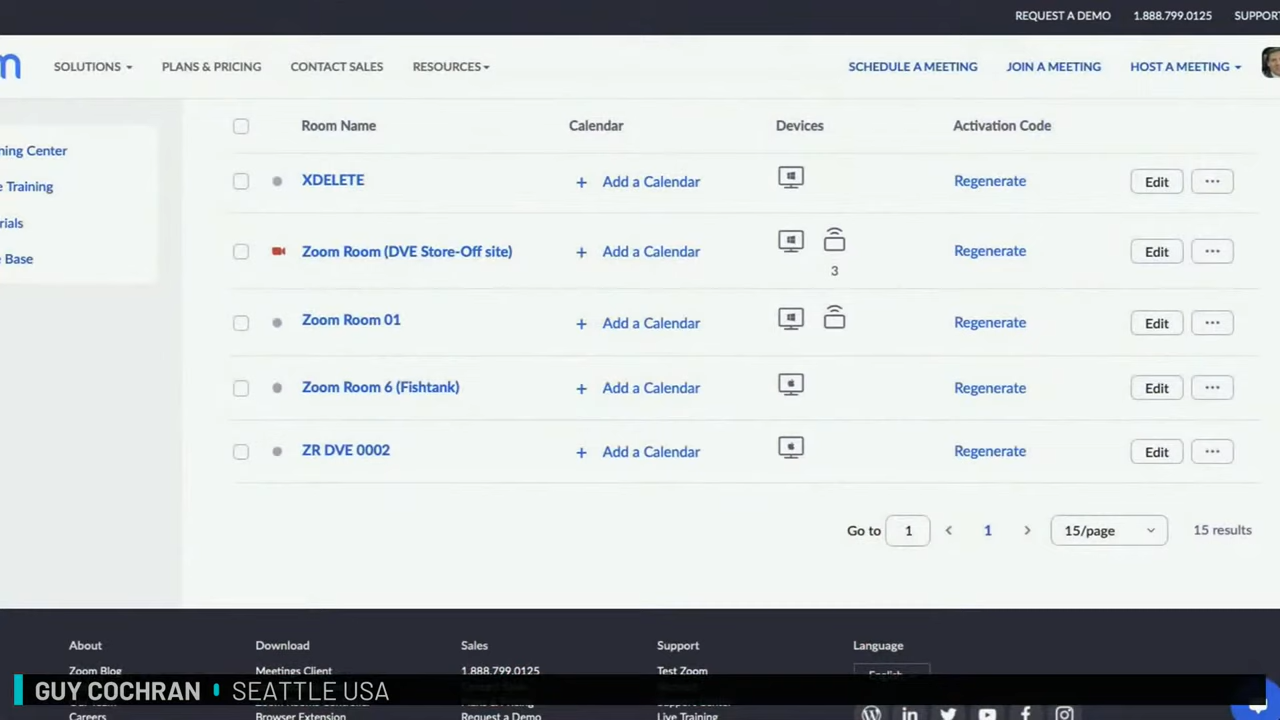 REQUEST A DEMO 1.888.799.0125 SUPPORT
m SOLUTIONS PLANS & PRICING CONTACT SALES RESOURCES SCHEDULE A MEETING JOIN A MEETING HOST A MEETING
Room Name Calendar Devices Activation Code
ning Center
e Training
rials
e Base
XDELETE + Add a Calendar Regenerate Edit ...
Zoom Room (DVE Store-Off site) + Add a Calendar 3 Regenerate Edit ...
Zoom Room 01 + Add a Calendar Regenerate Edit ...
Zoom Room 6 (Fishtank) + Add a Calendar Regenerate Edit ...
ZR DVE 0002 + Add a Calendar Regenerate Edit ...
Go to 1 < 1 > 15/page 15 results
About Download Sales Support Language
Zoom Blog Meetings Client 1.888.799.0125 Test Zoom English
GUY COCHRAN SEATTLE USA
Careers Browser Extension Request a Demo Live Training